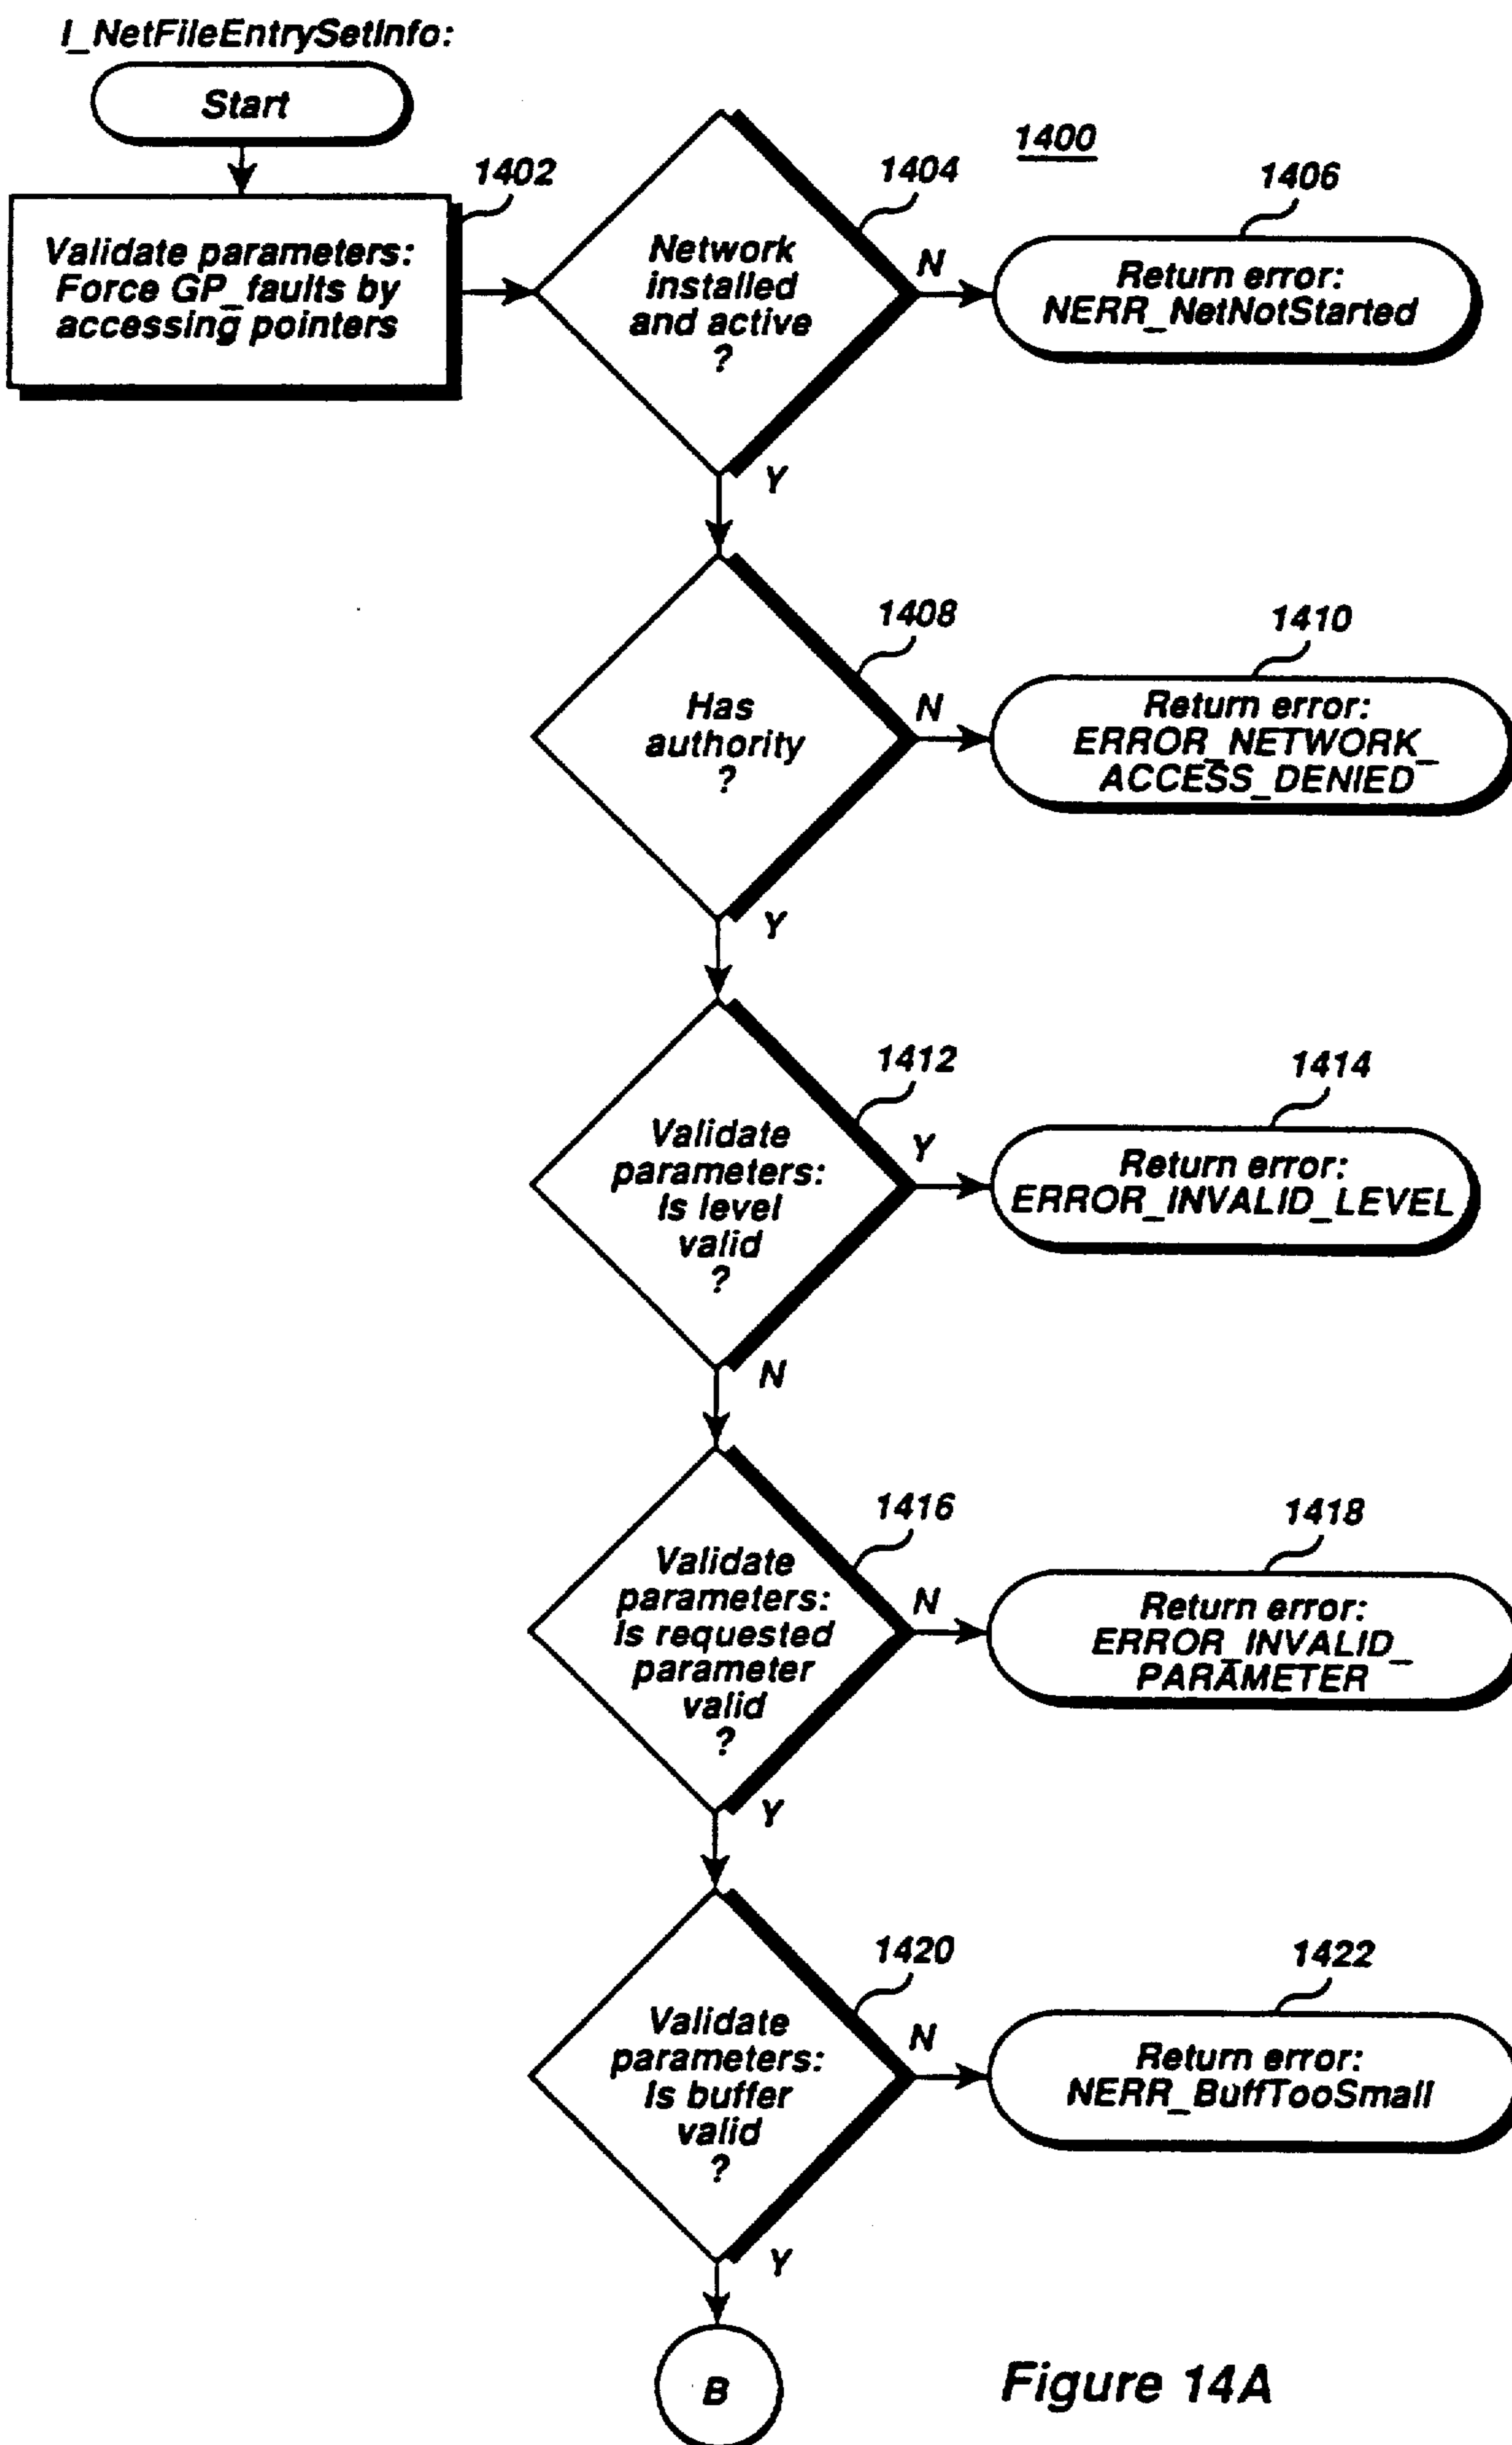 I_NetFileEntrySetInfo:
Start
1402
Validate parameters:
Force GP_faults by
accessing pointers
1400
1404
Network
installed
and active
?
N
1406
Return error:
NERR_NetNotStarted
Y
1408
Has
authority
?
N
1410
Return error:
ERROR_NETWORK_
ACCESS_DENIED
Y
1412
Validate
parameters:
Is level
valid
?
Y
1414
Return error:
ERROR_INVALID_LEVEL
N
1416
Validate
parameters:
Is requested
parameter
valid
?
N
1418
Return error:
ERROR_INVALID_
PARAMETER
Y
1420
Validate
parameters:
Is buffer
valid
?
N
1422
Return error:
NERR_BuffTooSmall
Y
B
Figure 14A